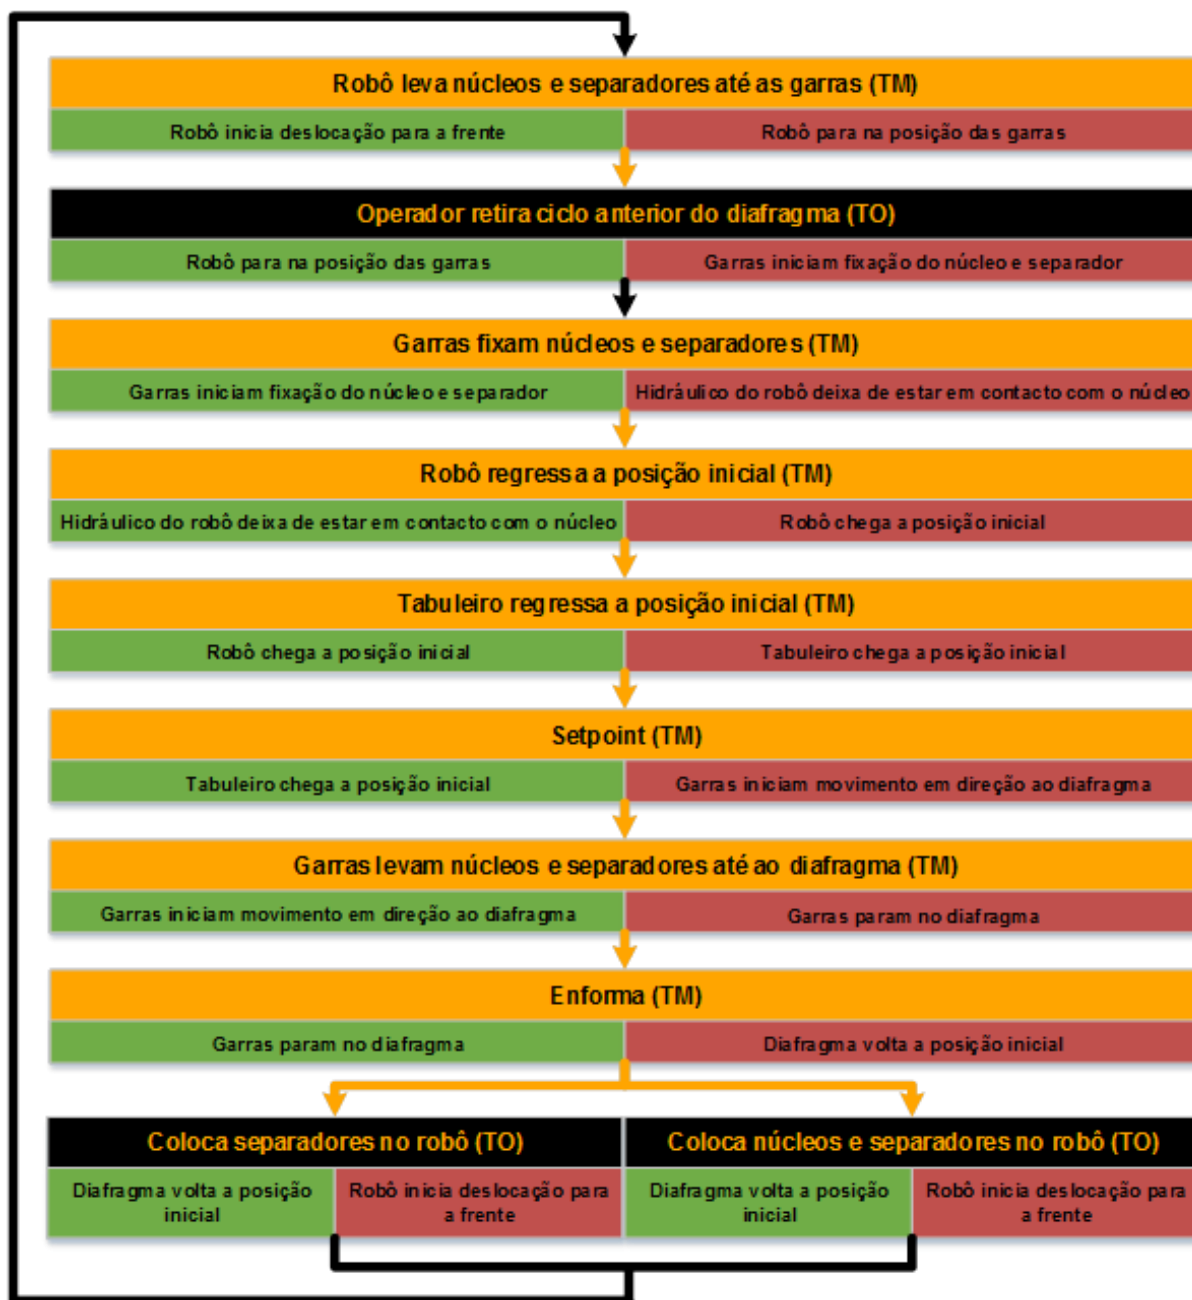 Robô leva núcleos e separadores até as garras (TM)
Robô inicia deslocação para a frente
Robô para na posição das garras
Operador retira ciclo anterior do diafragma (TO)
Robô para na posição das garras
Garras iniciam fixação do núcleo e separador
Garras fixam núcleos e separadores (TM)
Garras iniciam fixação do núcleo e separador
Hidráulico do robô deixa de estar em contacto com o núcleo
Robô regressa a posição inicial (TM)
Hidráulico do robô deixa de estar em contacto com o núcleo
Robô chega a posição inicial
Tabuleiro regressa a posição inicial (TM)
Robô chega a posição inicial
Tabuleiro chega a posição inicial
Setpoint (TM)
Tabuleiro chega a posição inicial
Garras iniciam movimento em direção ao diafragma
Garras levam núcleos e separadores até ao diafragma (TM)
Garras iniciam movimento em direção ao diafragma
Garras param no diafragma
Enforma (TM)
Garras param no diafragma
Diafragma volta a posição inicial
Coloca separadores no robô (TO)
Diafragma volta a posição
inicial
Robô inicia deslocação para
a frente
Coloca núcleos e separadores no robô (TO)
Diafragma volta a posição
inicial
Robô inicia deslocação para
a frente